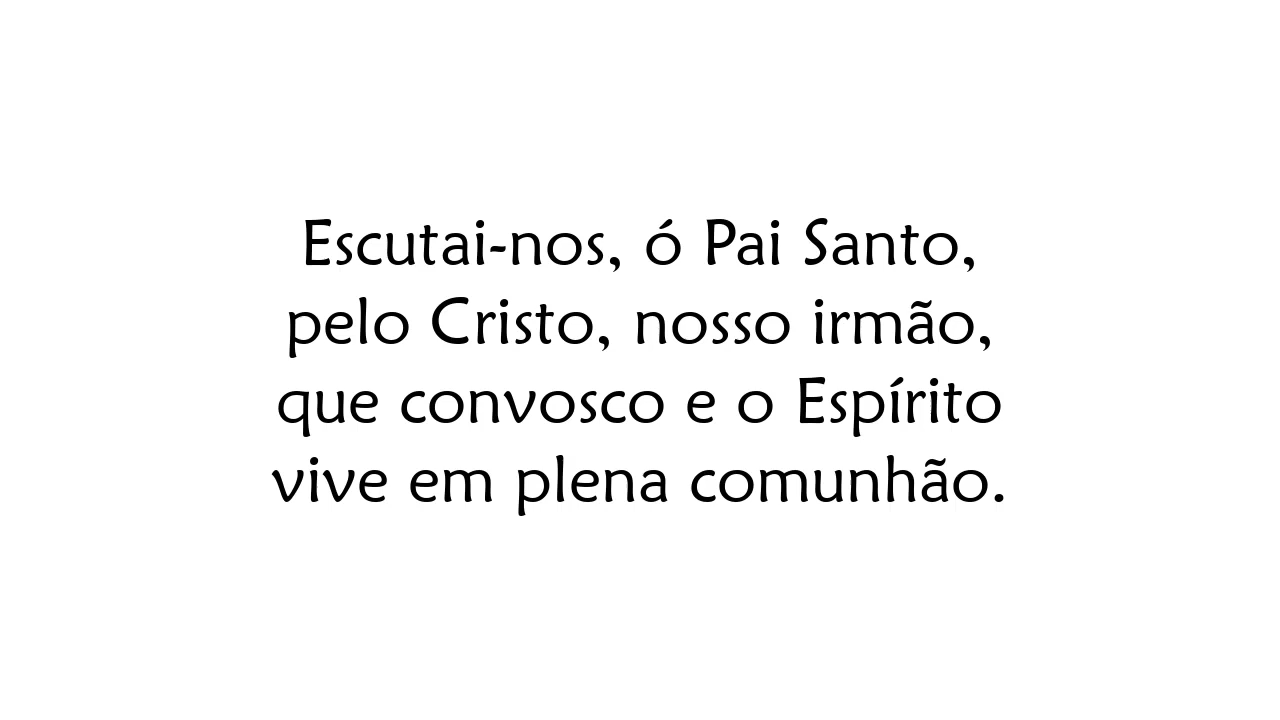 Escutai-nos, ó Pai Santo,
pelo Cristo, nosso irmão,
que convosco e o Espírito
vive em plena comunhão.